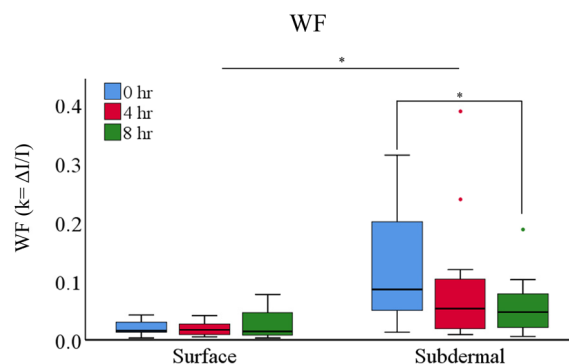 WF
*
*
0 hr
4 hr
8 hr
WF (k= ΔI/I)
0.4
0.3
0.2
0.1
0.0
Surface
Subdermal